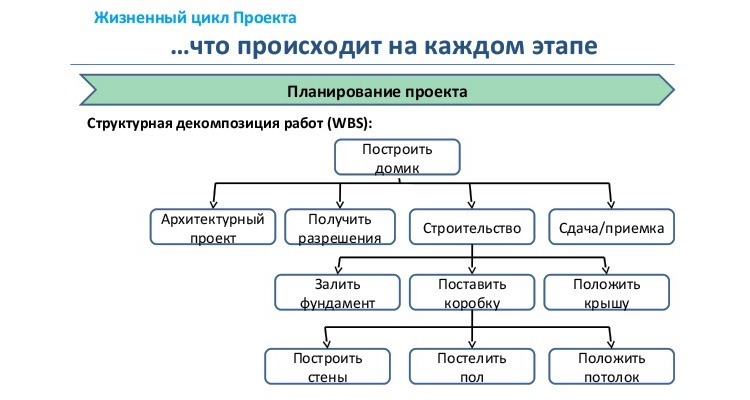 Жизненный цикл Проекта
...что происходит на каждом этапе
Планирование проекта
Структурная декомпозиция работ (WBS):
Построить
домик
Архитектурный
проект
Получить
разрешения
Строительство
Сдача/приемка
Залить
фундамент
Поставить
коробку
Положить
крышу
Построить
стены
Постелить
пол
Положить
потолок